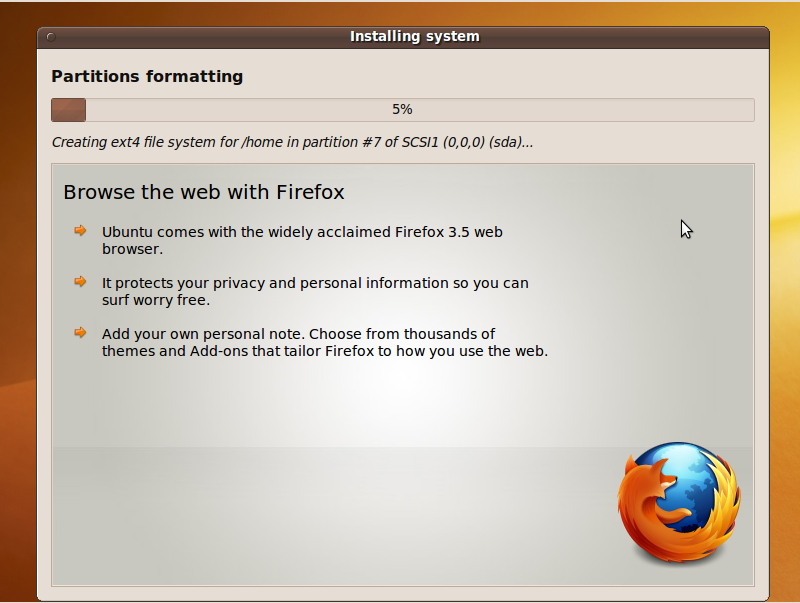 Installing system
Partitions formatting
5%
Creating ext4 file system for /home in partition #7 of SCSI1 (0,0,0) (sda)...
Browse the web with Firefox
Ubuntu comes with the widely acclaimed Firefox 3.5 web
browser.
It protects your privacy and personal information so you can
surf worry free.
Add your own personal note. Choose from thousands of
themes and Add-ons that tailor Firefox to how you use the web.